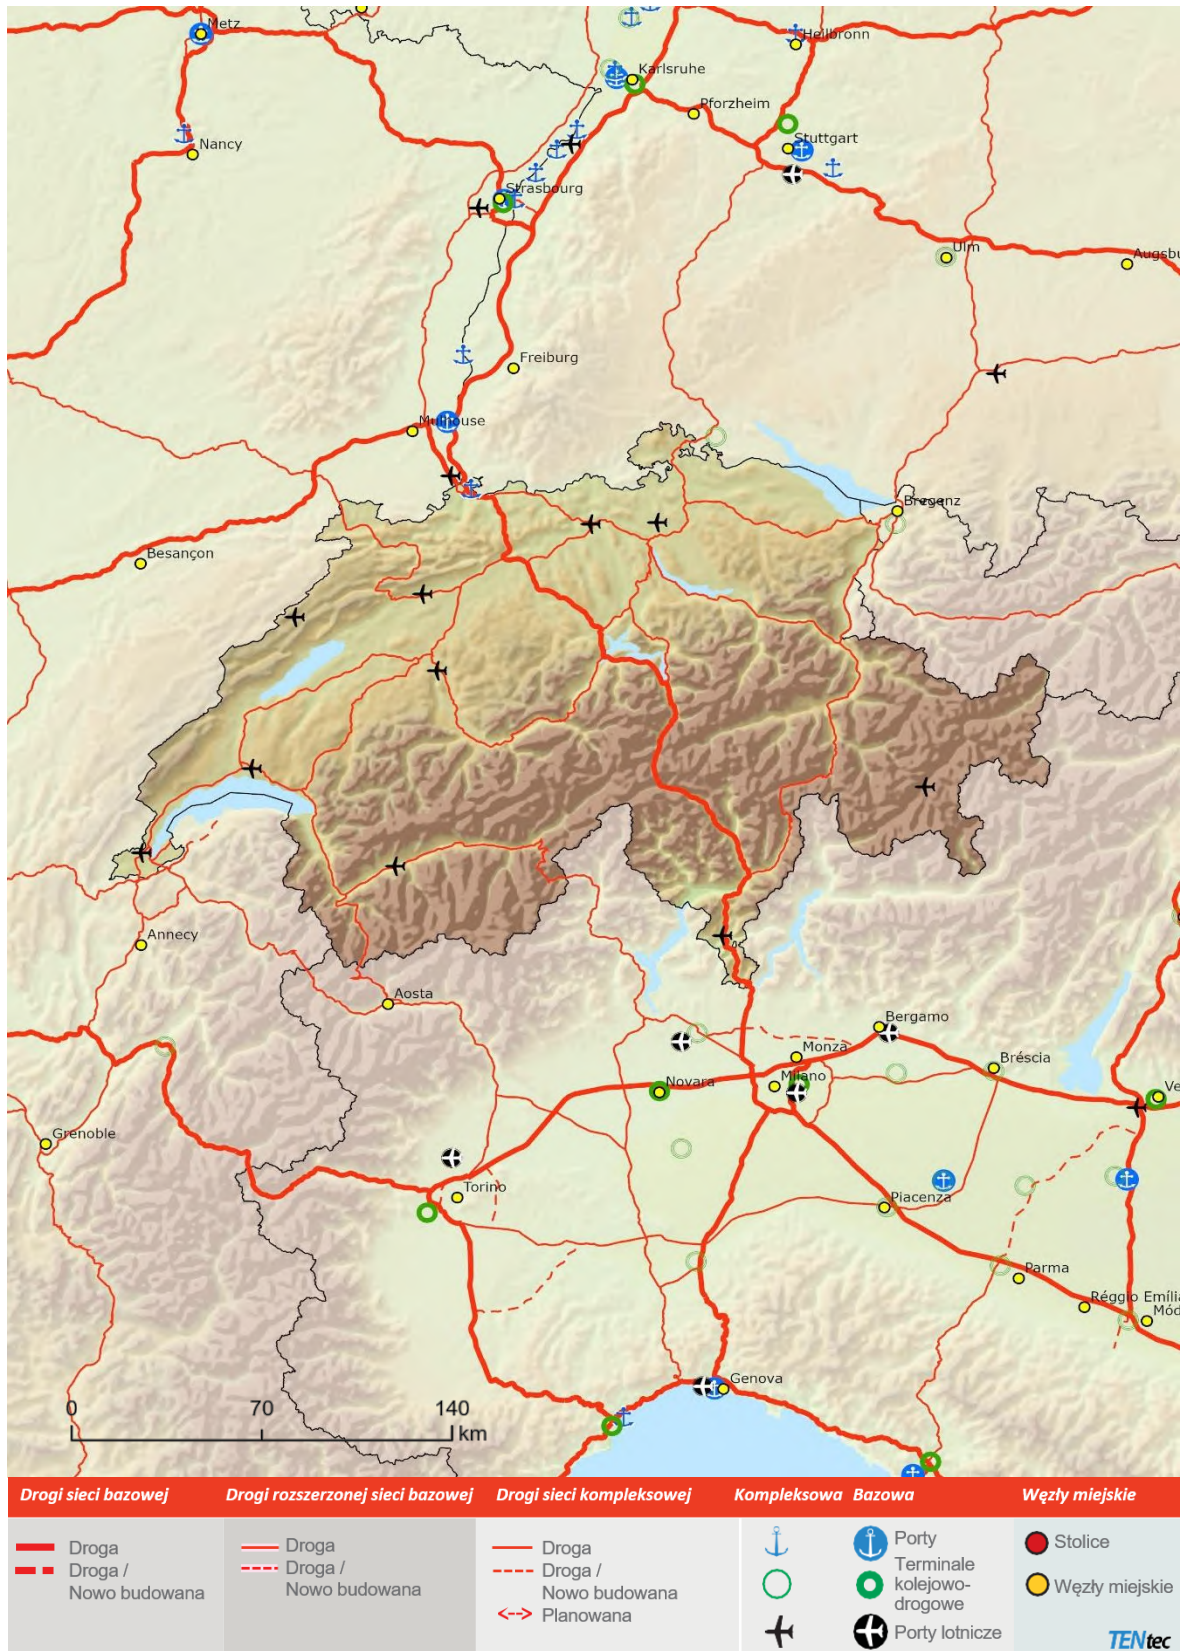 Metz
Heilbronn
Karlsruhe
Pforzheim
Nancy
Stuttgart
Strasbourg
Ulm
Augsbu
Freiburg
Mulhouse
Bregenz
Besançon
Annecy
Aosta
Bergamo
Monza
Bréscia
Milano
Novara
Ve
Grenoble
Torino
Piacenza
Parma
Réggio Emília
Mód
Genova
0 70 140
km
Drogi sieci bazowej Drogi rozszerzonej sieci bazowej Drogi sieci kompleksowej Kompleksowa Bazowa Węzły miejskie
Droga
Droga /
Nowo budowana
Droga
Droga /
Nowo budowana
Droga
Droga /
Nowo budowana
Planowana
Porty
Terminale
kolejowo-
drogowe
Porty lotnicze
Stolice
Węzły miejskie
TENtec